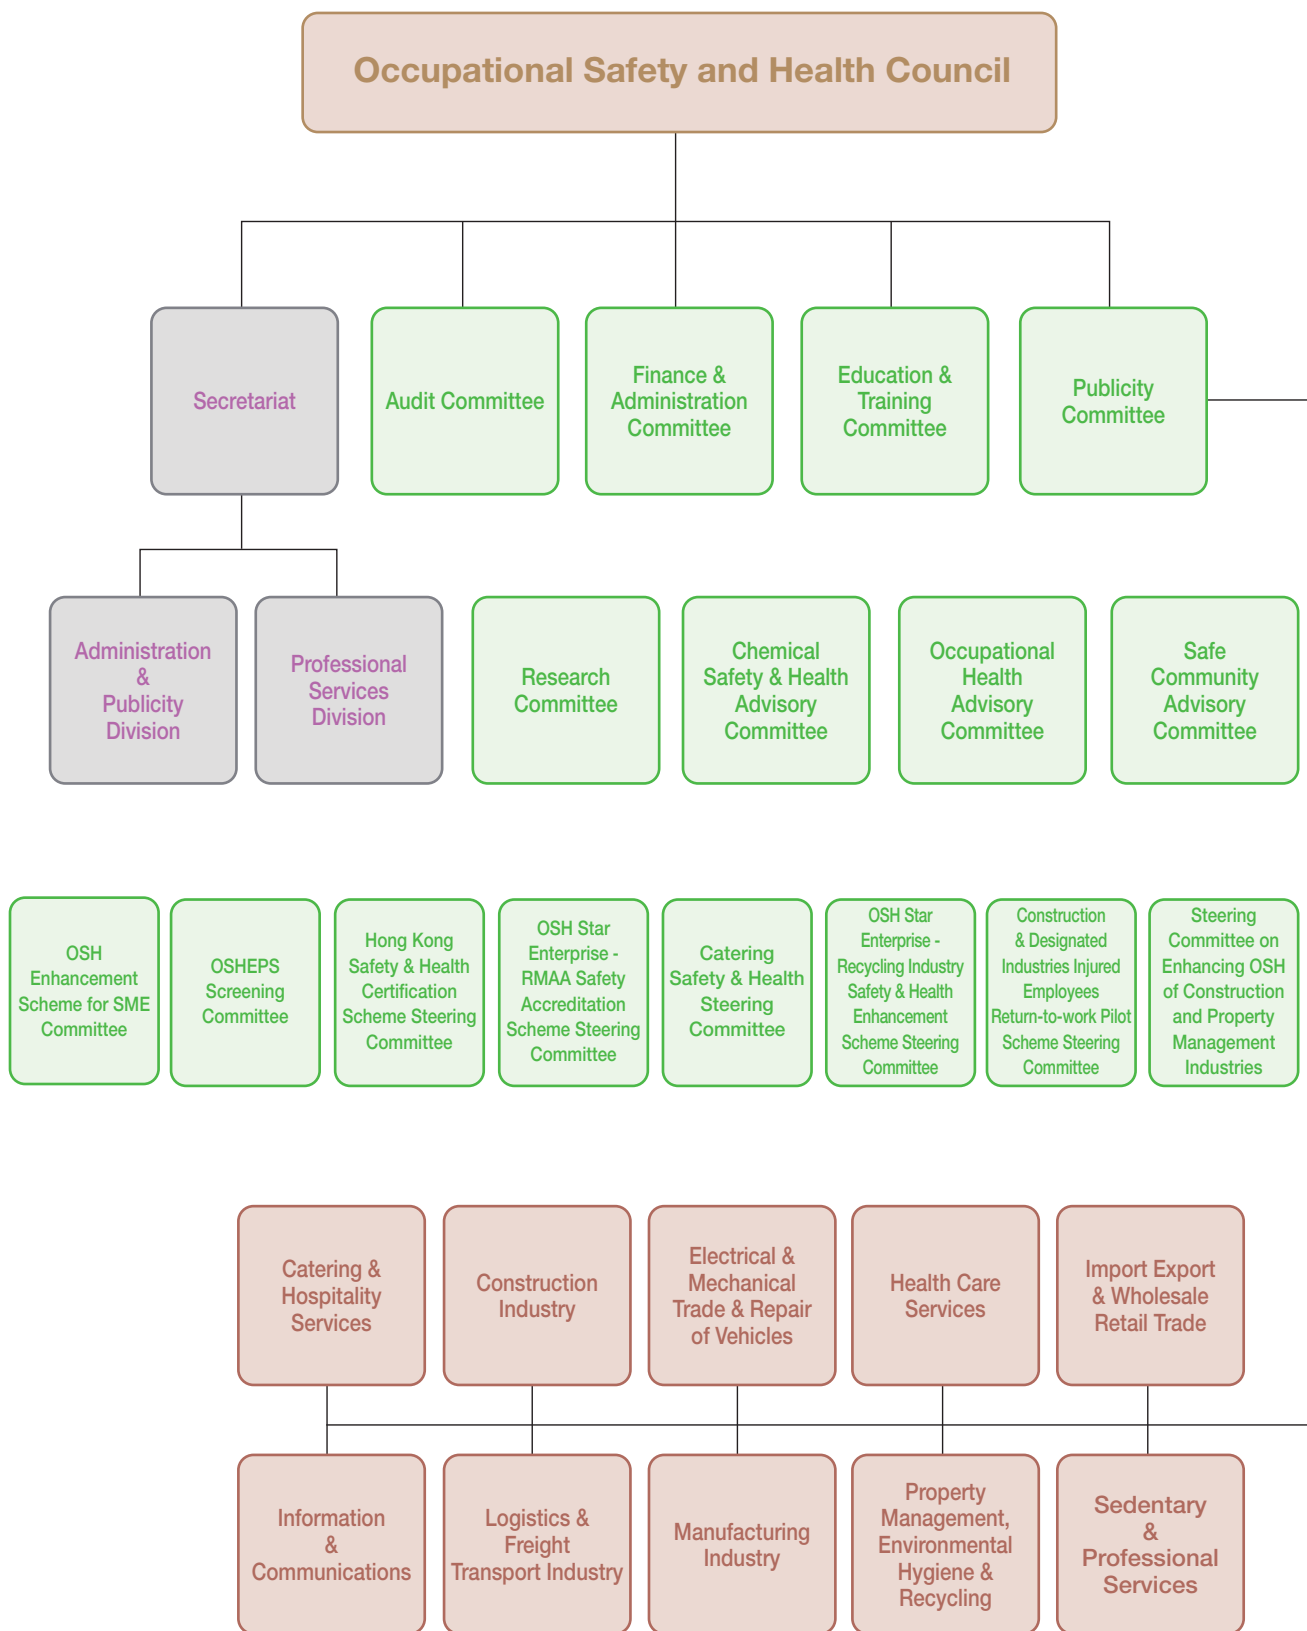 Occupational Safety and Health Council
Secretariat
Audit Committee
Finance &
Administration
Committee
Education &
Training
Committee
Publicity
Committee
Administration
&
Publicity
Division
Professional
Services
Division
Research
Committee
Chemical
Safety & Health
Advisory
Committee
Occupational
Health
Advisory
Committee
Safe
Community
Advisory
Committee
OSH
Enhancement
Scheme for SME
Committee
OSHEPS
Screening
Committee
Hong Kong
Safety & Health
Certification
Scheme Steering
Committee
OSH Star
Enterprise -
RMAA Safety
Accreditation
Scheme Steering
Committee
Catering
Safety & Health
Steering
Committee
OSH Star
Enterprise -
Recycling Industry
Safety & Health
Enhancement
Scheme Steering
Committee
Construction
& Designated
Industries Injured
Employees
Return-to-work Pilot
Scheme Steering
Committee
Steering
Committee on
Enhancing OSH
of Construction
and Property
Management
Industries
Catering &
Hospitality
Services
Construction
Industry
Electrical &
Mechanical
Trade & Repair
of Vehicles
Health Care
Services
Import Export
& Wholesale
Retail Trade
Information
&
Communications
Logistics &
Freight
Transport Industry
Manufacturing
Industry
Property
Management,
Environmental
Hygiene &
Recycling
Sedentary
&
Professional
Services